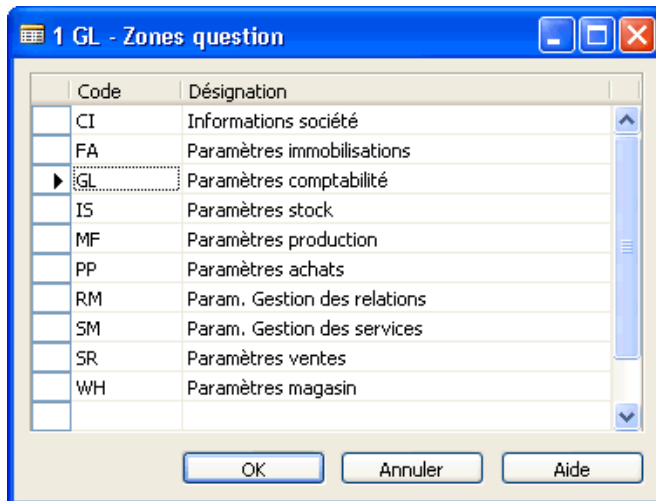 1 GL - Zones question
Code Désignation
CI Informations société
FA Paramètres immobilisations
GL Paramètres comptabilité
IS Paramètres stock
MF Paramètres production
PP Paramètres achats
RM Param. Gestion des relations
SM Param. Gestion des services
SR Paramètres ventes
WH Paramètres magasin
OK Annuler Aide